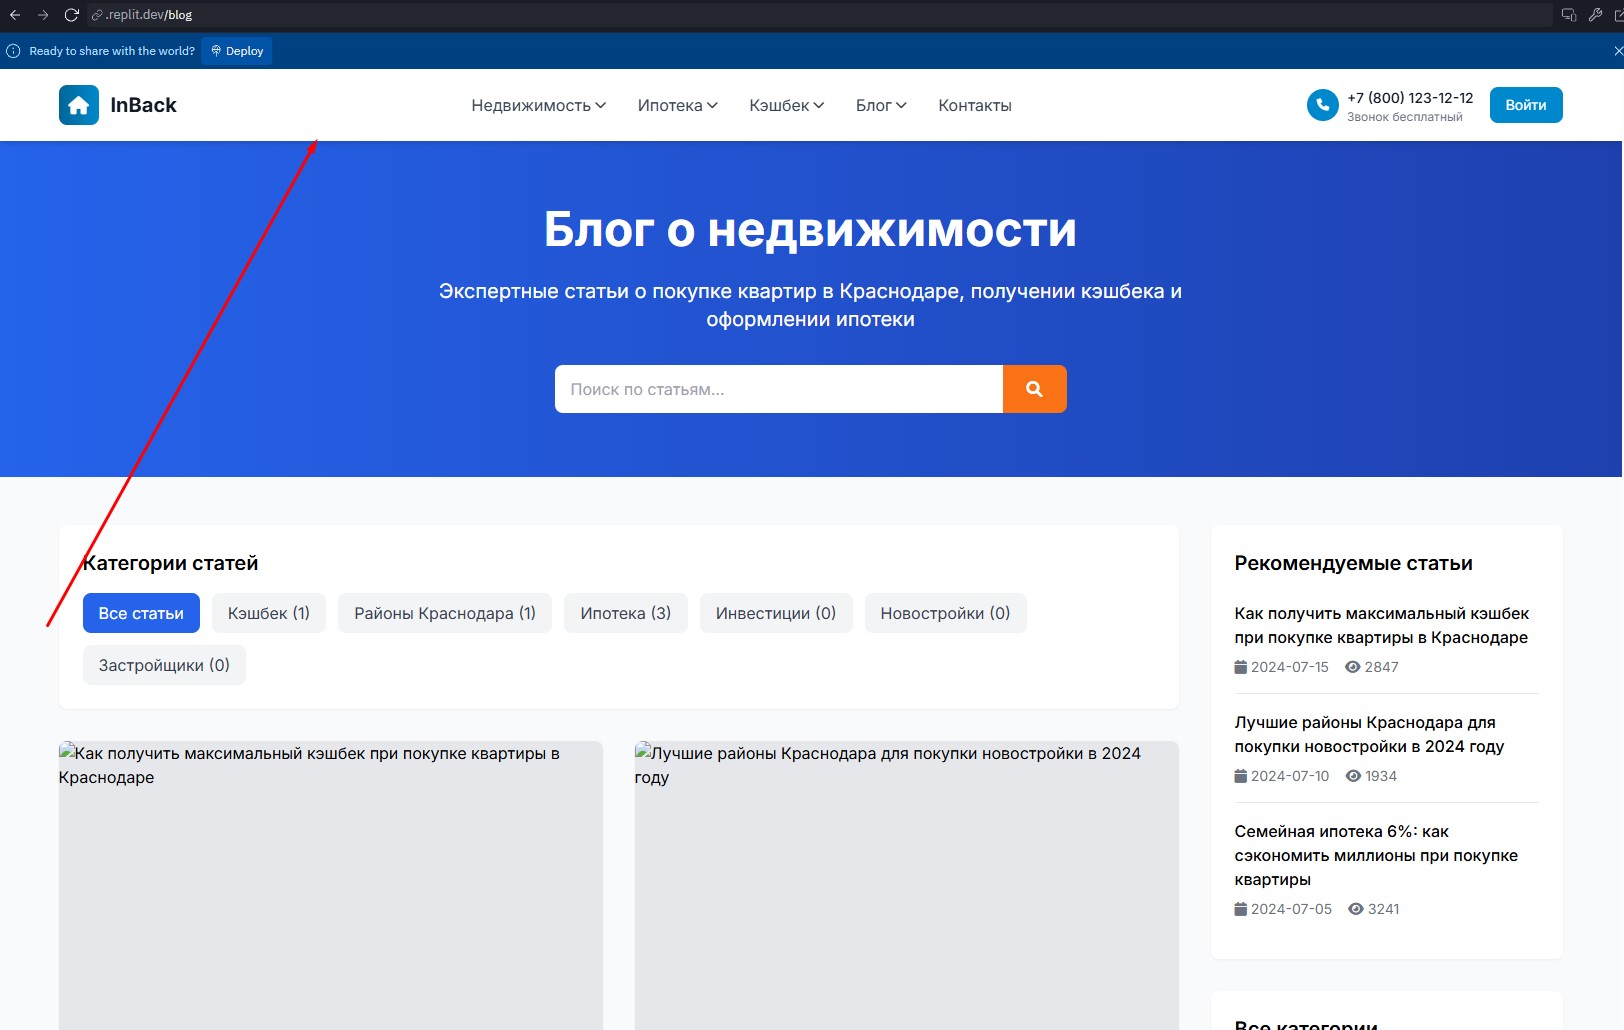 .replit.dev/blog
Ready to share with the world? Deploy
InBack
Недвижимость Ипотека Кэшбек Блог Контакты
+7 (800) 123-12-12
Звонок бесплатный
Войти
Блог о недвижимости
Экспертные статьи о покупке квартир в Краснодаре, получении кэшбека и
оформлении ипотеки
Поиск по статьям...
Категории статей
Все статьи Кэшбек (1) Районы Краснодара (1) Ипотека (3) Инвестиции (0) Новостройки (0)
Застройщики (0)
Как получить максимальный кэшбек при покупке квартиры в
Краснодаре
Лучшие районы Краснодара для покупки новостройки в 2024
году
Рекомендуемые статьи
Как получить максимальный кэшбек
при покупке квартиры в Краснодаре
2024-07-15 2847
Лучшие районы Краснодара для
покупки новостройки в 2024 году
2024-07-10 1934
Семейная ипотека 6%: как
сэкономить миллионы при покупке
квартиры
2024-07-05 3241
Все категории